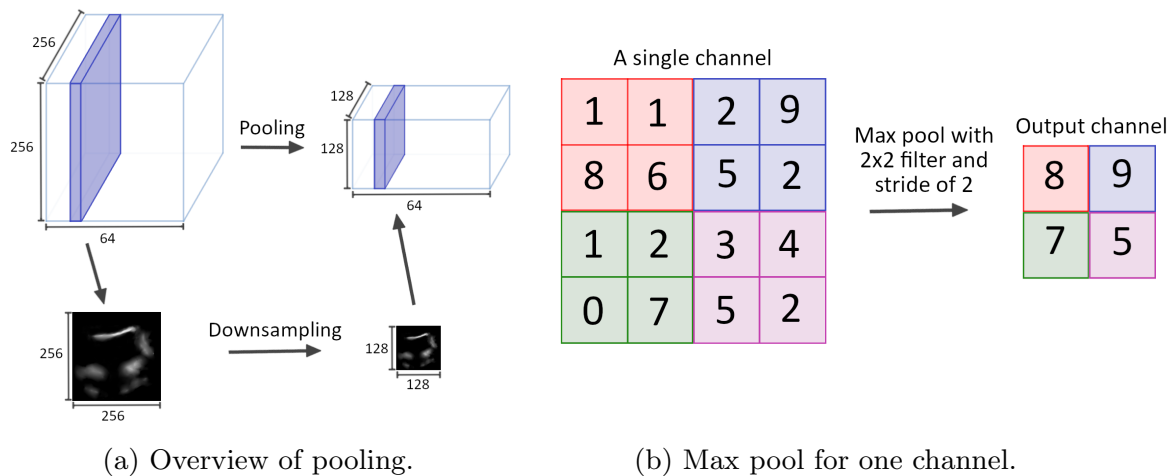 256
256
64
Pooling
128
128
64
256
256
Downsampling
128
128
A single channel
1 1 2 9
8 6 5 2
1 2 3 4
0 7 5 2
Max pool with
2x2 filter and
stride of 2
Output channel
8 9
7 5
(a) Overview of pooling.
(b) Max pool for one channel.